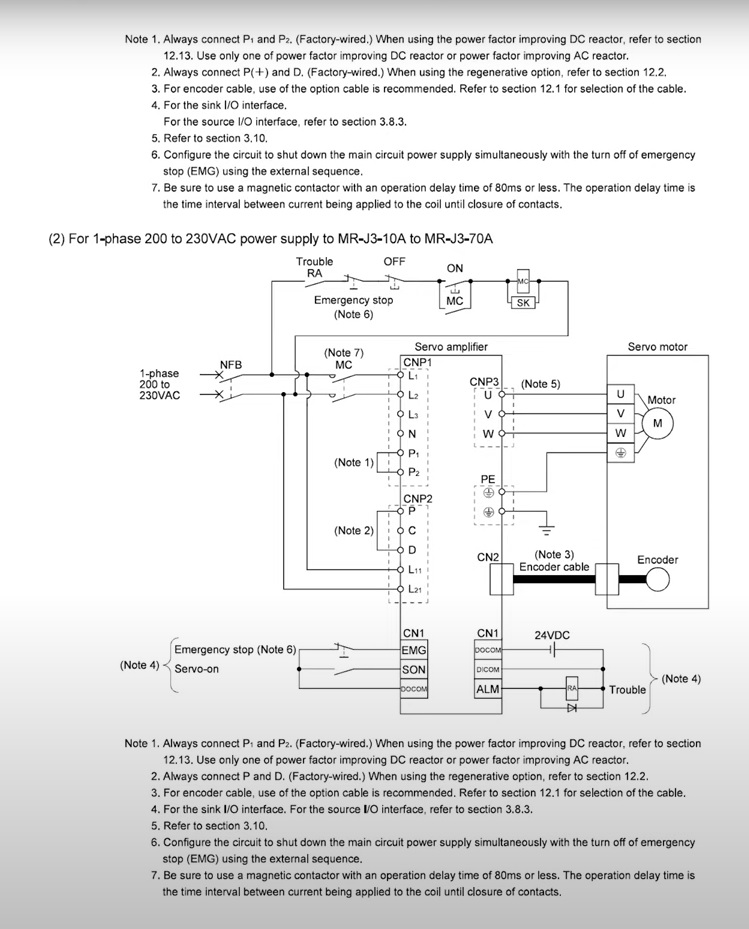 Note 1. Always connect P₁ and P₂. (Factory-wired.) When using the power factor improving DC reactor, refer to section
12.13. Use only one of power factor improving DC reactor or power factor improving AC reactor.
2. Always connect P(+) and D. (Factory-wired.) When using the regenerative option, refer to section 12.2.
3. For encoder cable, use of the option cable is recommended. Refer to section 12.1 for selection of the cable.
4. For the sink I/O interface.
For the source I/O interface, refer to section 3.8.3.
5. Refer to section 3.10.
6. Configure the circuit to shut down the main circuit power supply simultaneously with the turn off of emergency
stop (EMG) using the external sequence.
7. Be sure to use a magnetic contactor with an operation delay time of 80ms or less. The operation delay time is
the time interval between current being applied to the coil until closure of contacts.
(2) For 1-phase 200 to 230VAC power supply to MR-J3-10A to MR-J3-70A
Trouble
RA
OFF
ON
MC
Emergency stop
(Note 6)
MC
SK
Servo amplifier
Servo motor
1-phase
200 to
230VAC
NFB
(Note 7)
MC
CNP1
L₁
L₂
L₃
N
P₁
P₂
(Note 1)
CNP3
(Note 5)
U
V
W
U
V
W
Motor
M
PE
CNP2
P
C
D
L₁₁
L₂₁
(Note 2)
CN2
(Note 3)
Encoder cable
Encoder
CN1
EMG
SON
DOCOM
CN1
DOCOM
DICOM
ALM
24VDC
RA
Trouble
(Note 4)
(Note 4)
Emergency stop (Note 6)
Servo-on
Note 1. Always connect P₁ and P₂. (Factory-wired.) When using the power factor improving DC reactor, refer to section
12.13. Use only one of power factor improving DC reactor or power factor improving AC reactor.
2. Always connect P and D. (Factory-wired.) When using the regenerative option, refer to section 12.2.
3. For encoder cable, use of the option cable is recommended. Refer to section 12.1 for selection of the cable.
4. For the sink I/O interface. For the source I/O interface, refer to section 3.8.3.
5. Refer to section 3.10.
6. Configure the circuit to shut down the main circuit power supply simultaneously with the turn off of emergency
stop (EMG) using the external sequence.
7. Be sure to use a magnetic contactor with an operation delay time of 80ms or less. The operation delay time is
the time interval between current being applied to the coil until closure of contacts.